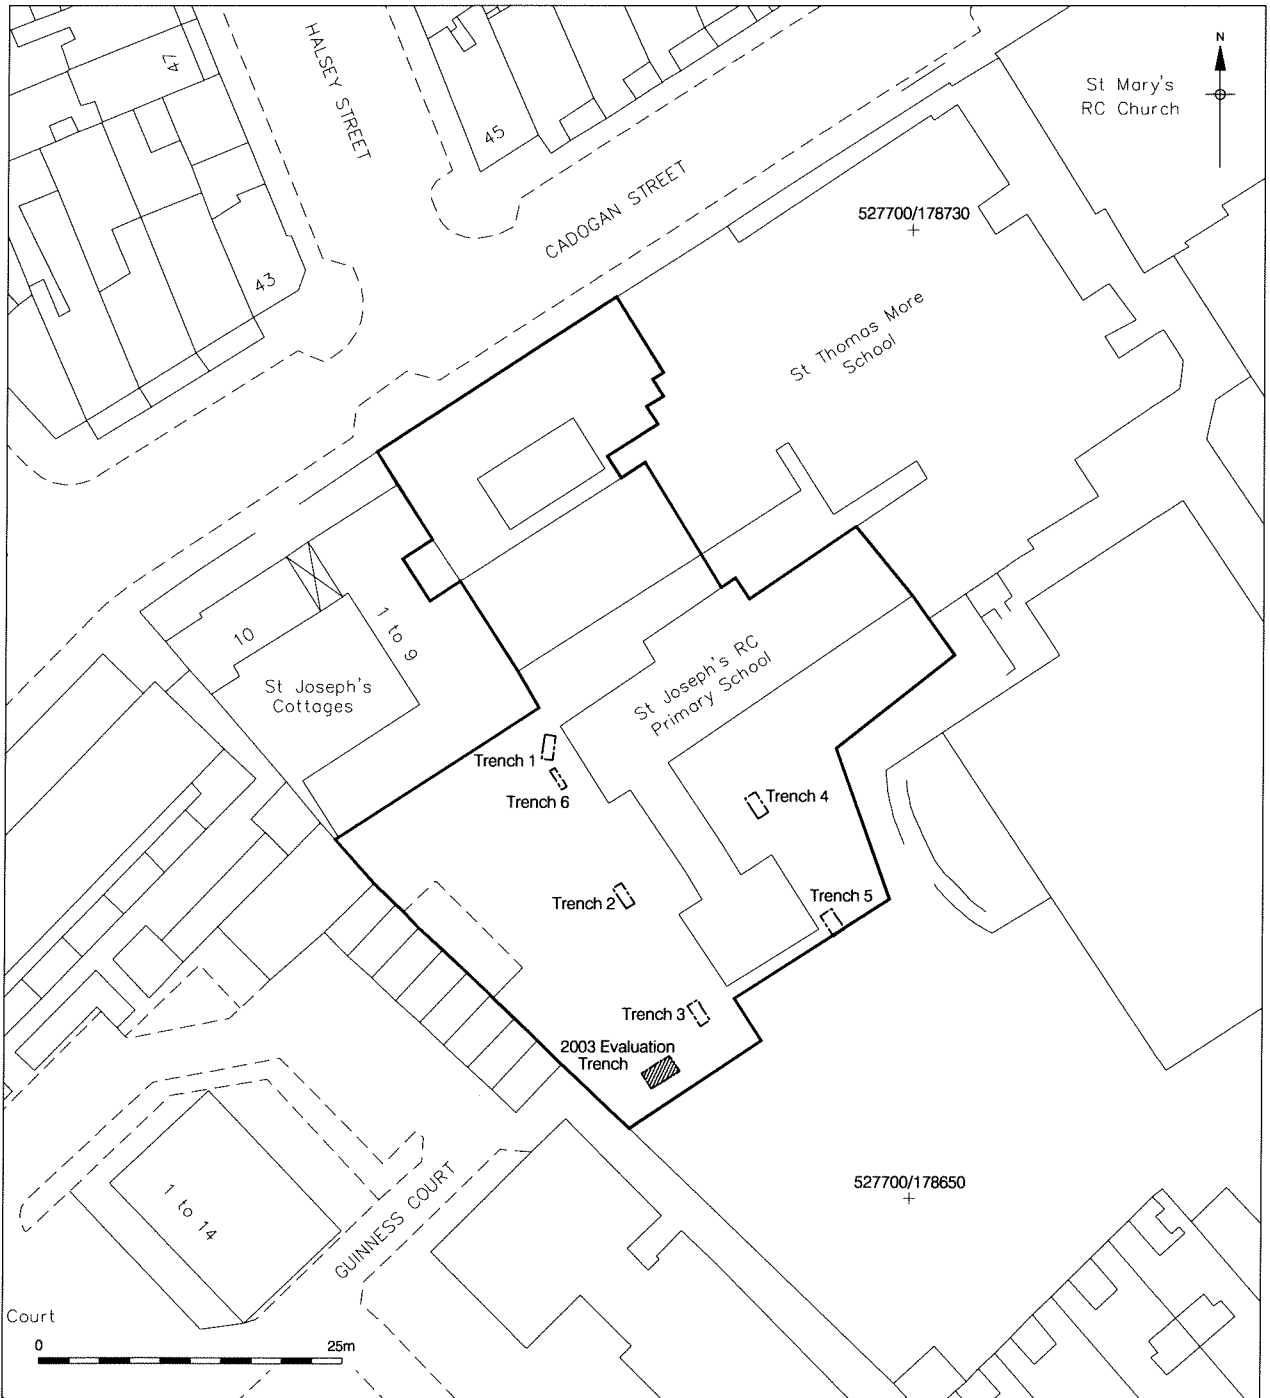 47
HALSEY STREET
45
N
St Mary's
RC Church
CADOGAN STREET
527700/178730
43
St Thomas More
School
10
1 to 9
St Joseph's
Cottages
St Joseph's RC
Primary School
Trench 1
Trench 6
Trench 4
Trench 2
Trench 5
Trench 3
2003 Evaluation
Trench
527700/178650
1 to 14
GUINNESS COURT
Court
0
25m